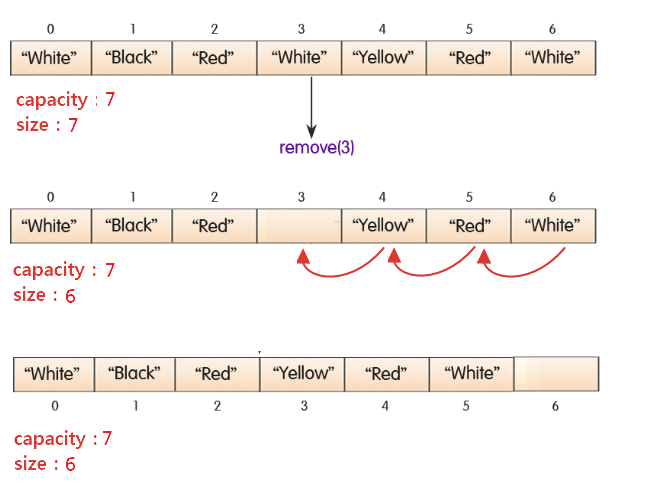 0 1 2 3 4 5 6
“White” “Black” “Red” “White” “Yellow” “Red” “White”
capacity : 7
size : 7
remove(3)
0 1 2 3 4 5 6
“White” “Black” “Red” “Yellow” “Red” “White”
capacity : 7
size : 6
“White” “Black” “Red” “Yellow” “Red” “White”
0 1 2 3 4 5 6
capacity : 7
size : 6